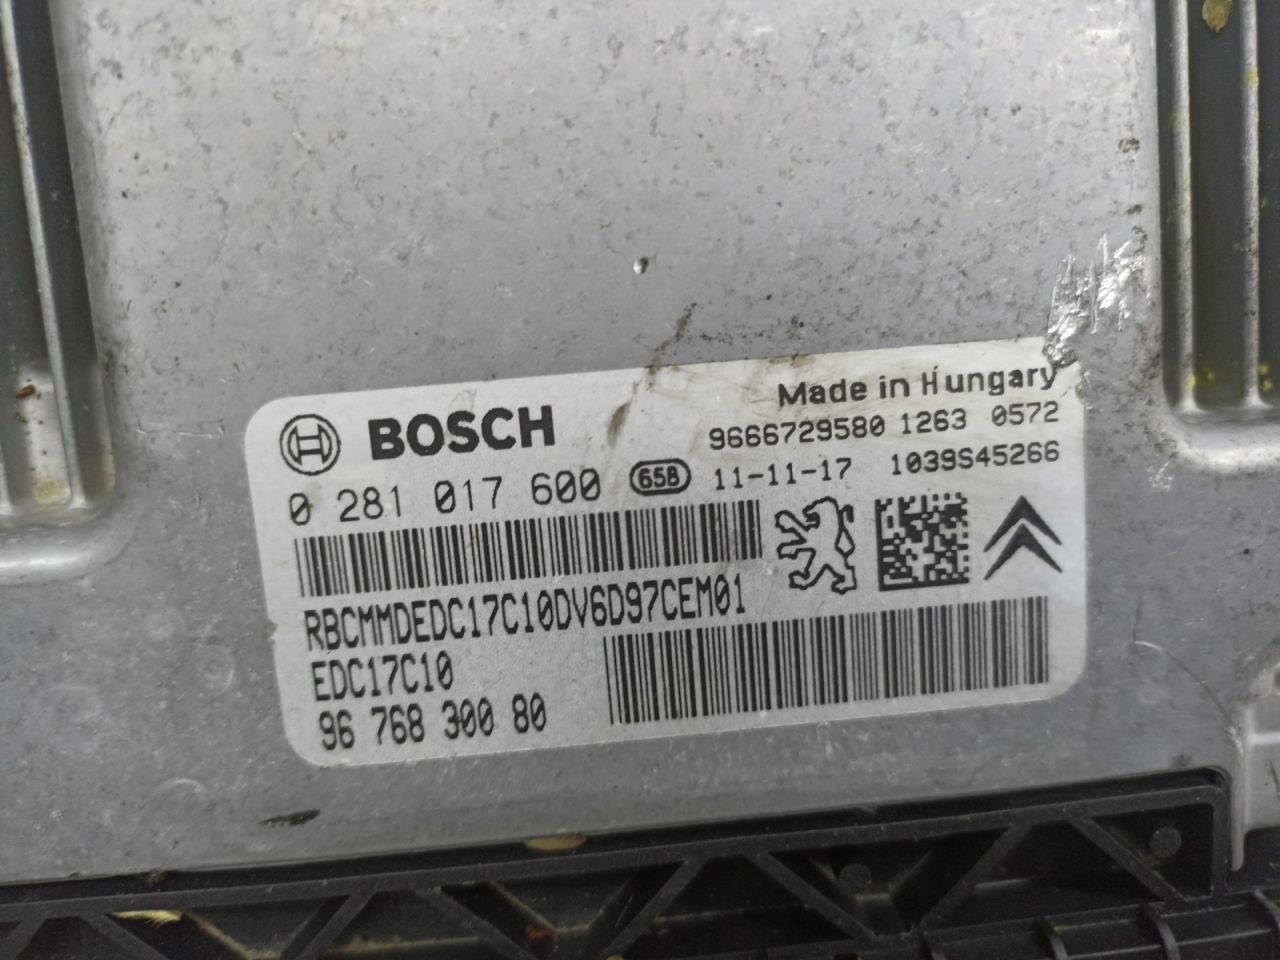 BOSCH
Made in Hungary
9666729580 1263 0572
0 281 017 600 658 11-11-17 1039S45266
RBCMMDEDC17C10DV6D97CEM01
EDC17C10
96 768 300 80